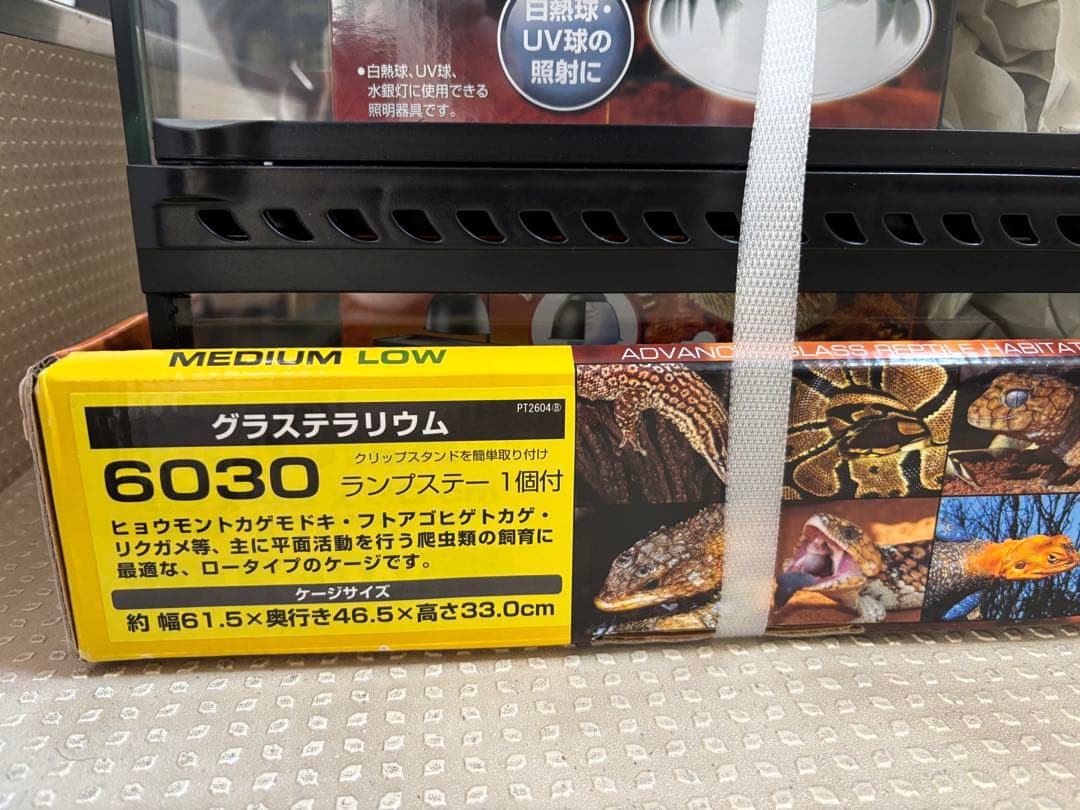 白熱球・
UV球の
照射に
●白熱球、UV球、
水銀灯に使用できる
照明器具です。
MEDIUM LOW
ADVANC GLASS REPTILE HABITAT
PT2604Ⓡ
グラステラリウム
クリップスタンドを簡単取り付け
6030 ランプステー 1個付
ヒョウモントカゲモドキ・フトアゴヒゲトカゲ・
リクガメ等、主に平面活動を行う爬虫類の飼育に
最適な、ロータイプのケージです。
ケージサイズ
約 幅61.5×奥行き46.5×高さ33.0cm